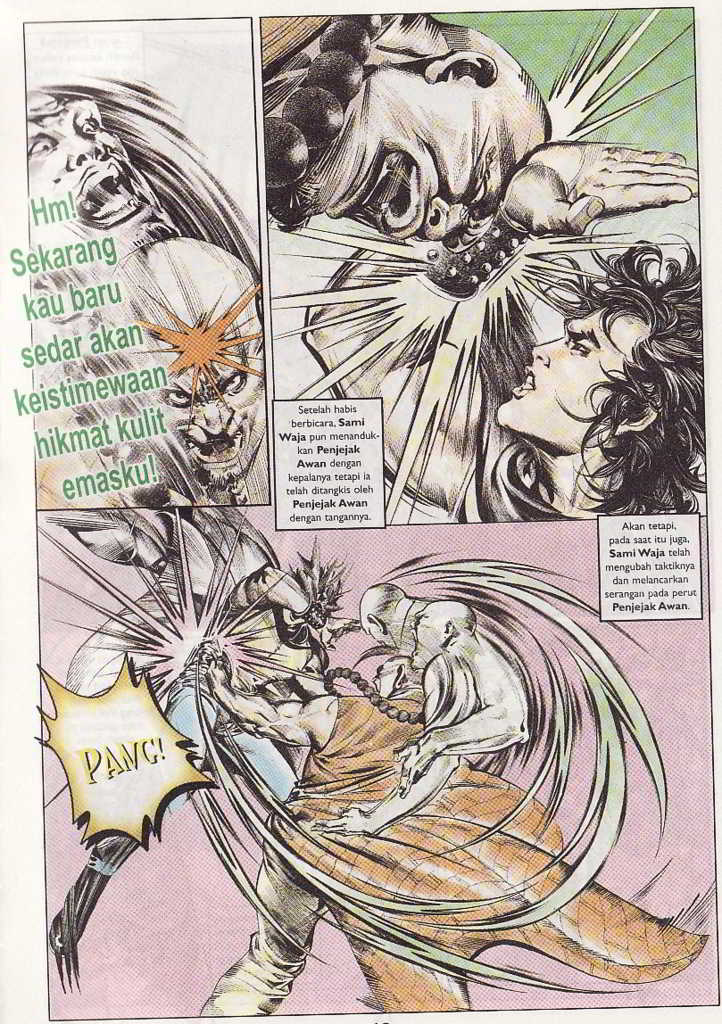 Hm!
Sekarang
kau baru
sedar akan
keistimewaan
hikmat kulit
emasku!
Setelah habis
berbicara, Sami
Waja pun menanduk-
kan Penjejak
Awan dengan
kepalanya tetapi ia
telah ditangkis oleh
Penjejak Awan
dengan tangannya.
Akan tetapi,
pada saat itu juga,
Sami Waja telah
mengubah taktiknya
dan melancarkan
serangan pada perut
Penjejak Awan.
PANG!